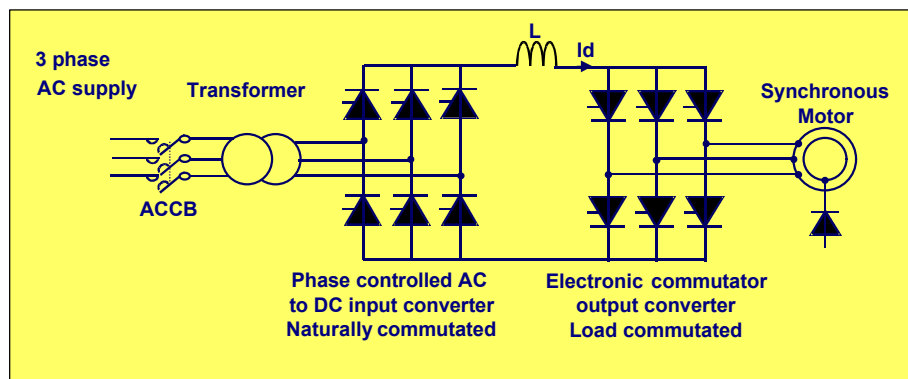 3 phase
AC supply
Transformer
L
Id
Synchronous
Motor
ACCB
Phase controlled AC
to DC input converter
Naturally commutated
Electronic commutator
output converter
Load commutated